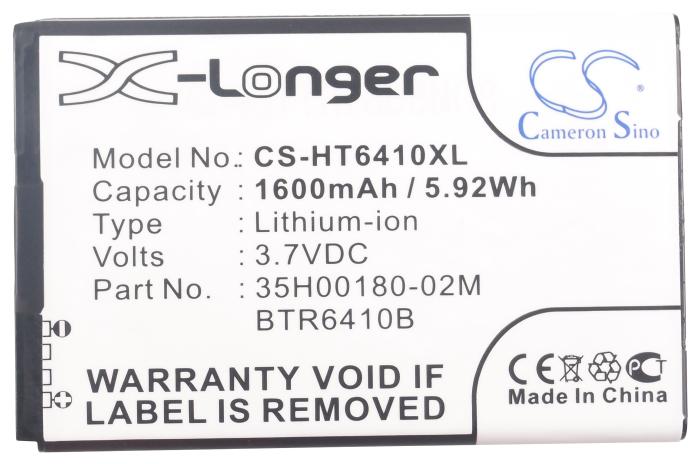 X-Longer
CS
Cameron Sino
Model No.: CS-HT6410XL
Capacity : 1600mAh / 5.92Wh
Type : Lithium-ion
Volts : 3.7VDC
Part No. : 35H00180-02M
BTR6410B
WARRANTY VOID IF
LABEL IS REMOVED
CE PCT
Made In China